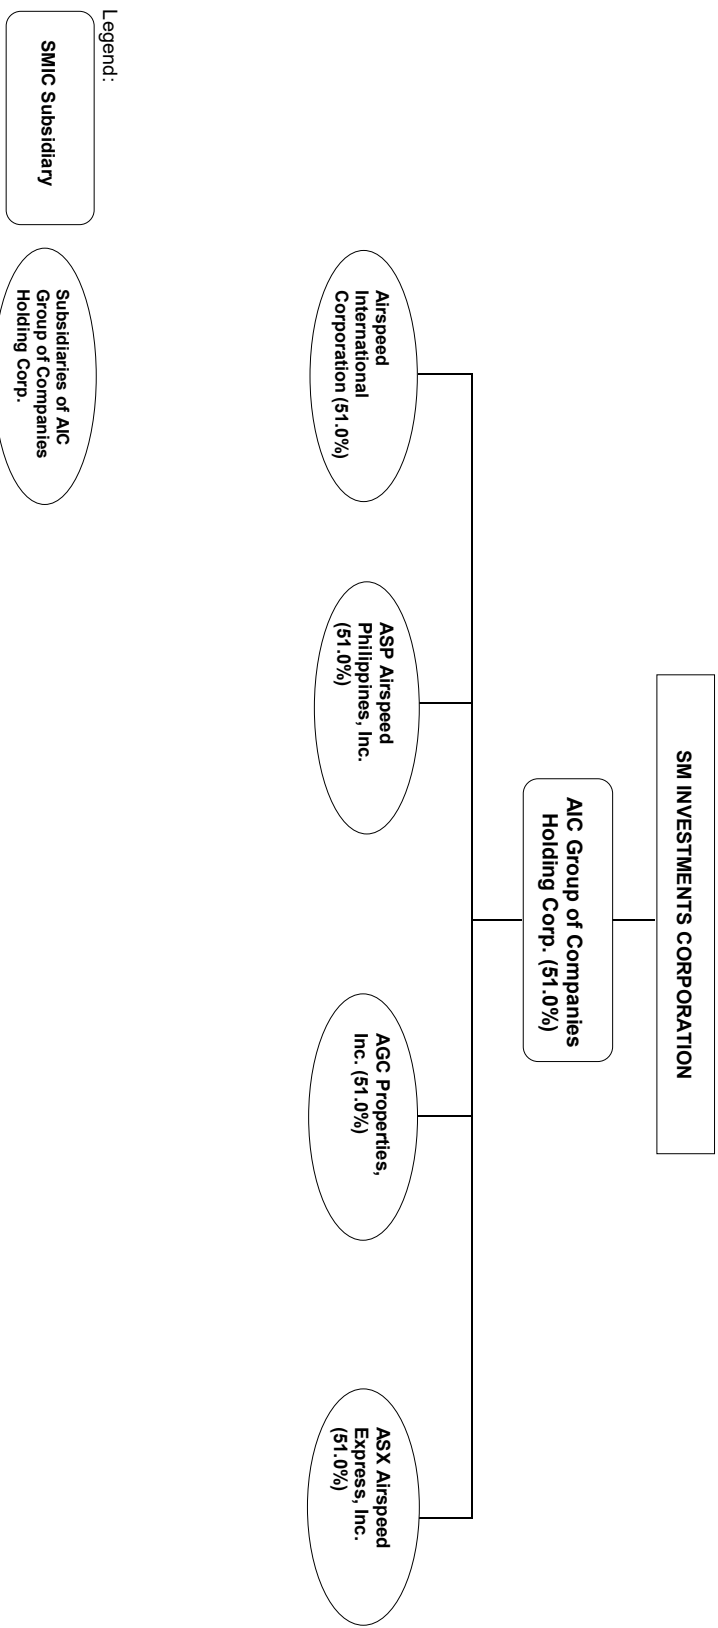 SM INVESTMENTS CORPORATION
AIC Group of Companies
Holding Corp. (51.0%)
Airspeed
International
Corporation (51.0%)
ASP Airspeed
Philippines, Inc.
(51.0%)
AGC Properties,
Inc. (51.0%)
ASX Airspeed
Express, Inc.
(51.0%)
Legend:
SMIC Subsidiary
Subsidiaries of AIC
Group of Companies
Holding Corp.